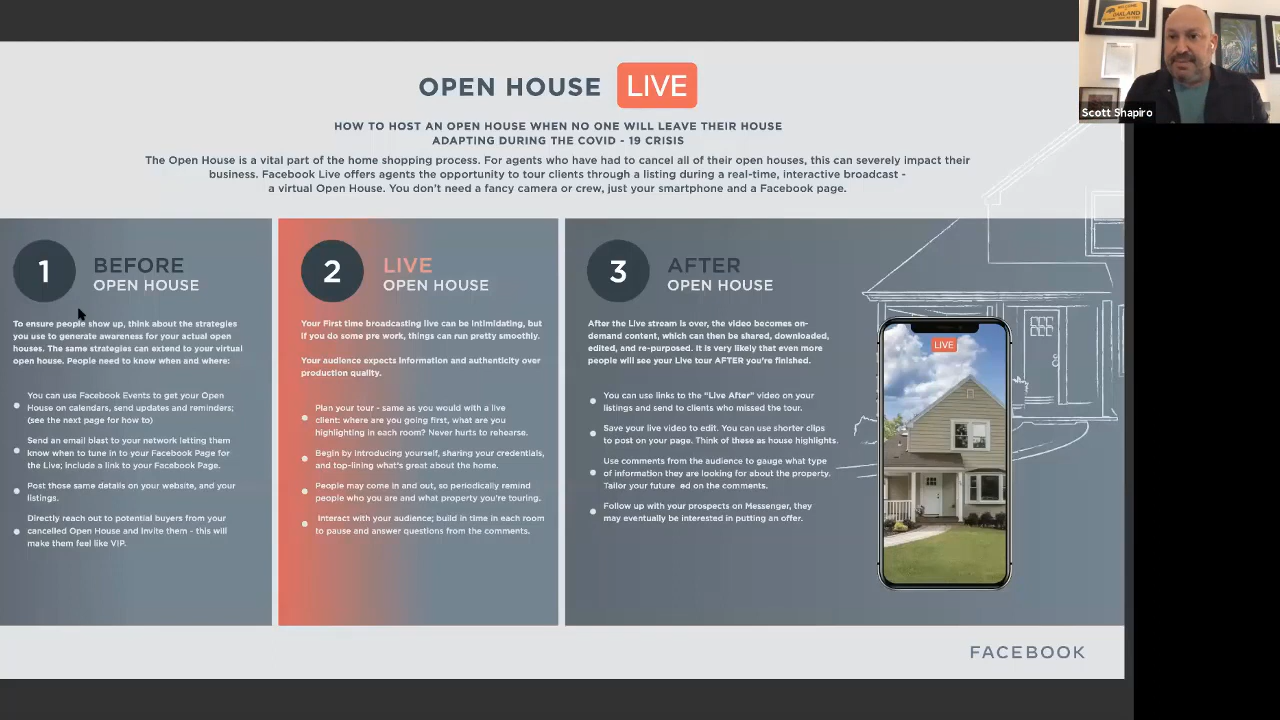 OPEN HOUSE LIVE
HOW TO HOST AN OPEN HOUSE WHEN NO ONE WILL LEAVE THEIR HOUSE
ADAPTING DURING THE COVID - 19 CRISIS
The Open House is a vital part of the home shopping process. For agents who have had to cancel all of their open houses, this can severely impact their
business. Facebook Live offers agents the opportunity to tour clients through a listing during a real-time, interactive broadcast -
a virtual Open House. You don't need a fancy camera or crew, just your smartphone and a Facebook page.
1
BEFORE
OPEN HOUSE
To ensure people show up, think about the strategies
you use to generate awareness for your actual open
houses. The same strategies can extend to your virtual
open house. People need to know when and where:
You can use Facebook Events to get your Open
House on calendars, send updates and reminders;
(see the next page for how to)
Send an email blast to your network letting them
know when to tune in to your Facebook Page for
the Live; include a link to your Facebook Page.
Post those same details on your website, and your
listings.
Directly reach out to potential buyers from your
cancelled Open House and invite them - this will
make them feel like VIP.
2
LIVE
OPEN HOUSE
Your First time broadcasting live can be intimidating, but
if you do some pre work, things can run pretty smoothly.
Your audience expects information and authenticity over
production quality.
Plan your tour - same as you would with a live
client: where are you going first, what are you
highlighting in each room? Never hurts to rehearse.
Begin by introducing yourself, sharing your credentials,
and top-lining what's great about the home.
People may come in and out, so periodically remind
people who you are and what property you're touring.
Interact with your audience; build in time in each room
to pause and answer questions from the comments.
3
AFTER
OPEN HOUSE
After the Live stream is over, the video becomes on-
demand content, which can then be shared, downloaded,
edited, and re-purposed. It is very likely that even more
people will see your Live tour AFTER you're finished.
You can use links to the "Live After" video on your
listings and send to clients who missed the tour.
Save your live video to edit. You can use shorter clips
to post on your page. Think of these as house highlights.
Use comments from the audience to gauge what type
of information they are looking for about the property.
Tailor your future ed on the comments.
Follow up with your prospects on Messenger, they
may eventually be interested in putting an offer.
LIVE
FACEBOOK
OAKLAND
Scott Shapiro